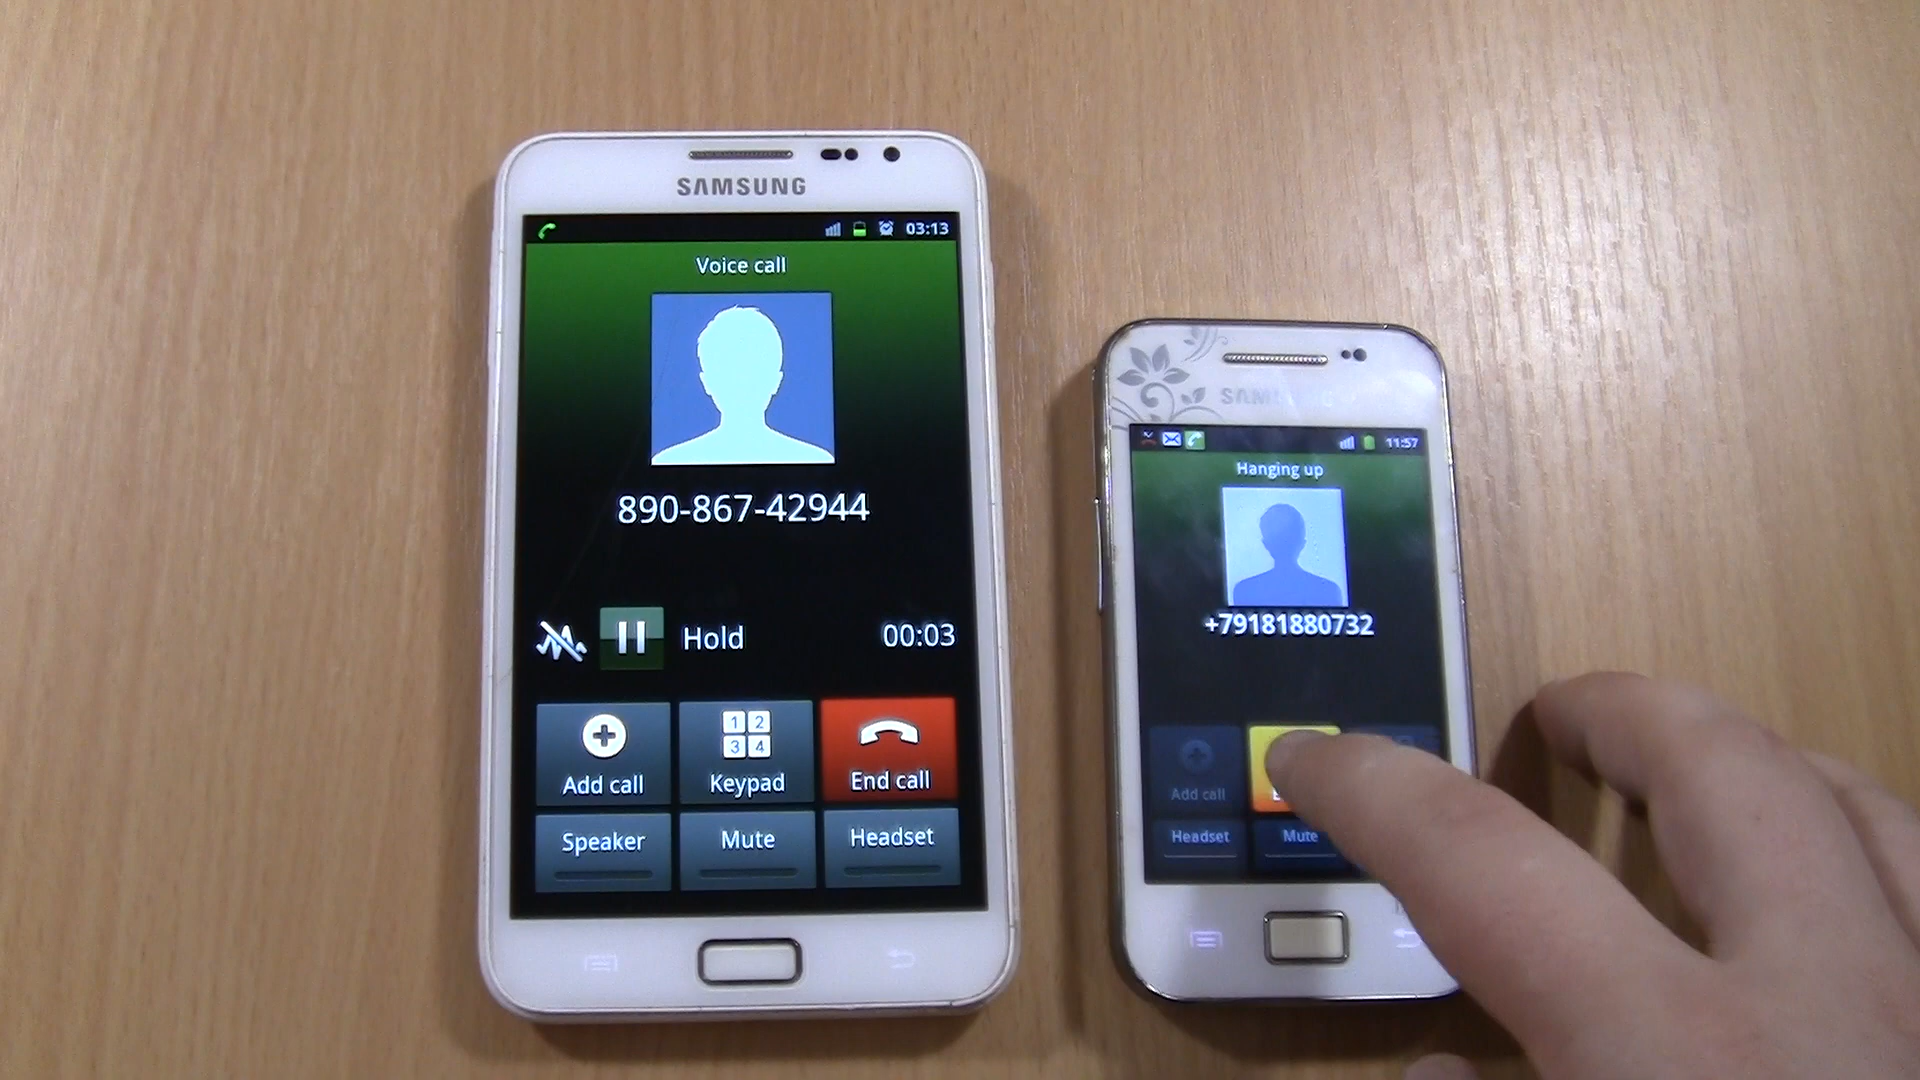 SAMSUNG
03:13
Voice call
890-867-42944
Hold
00:03
1 2
3 4
Add call
Keypad
End call
Speaker
Mute
Headset
11:57
Hanging up
+79181880732
Add call
Headset
Mute